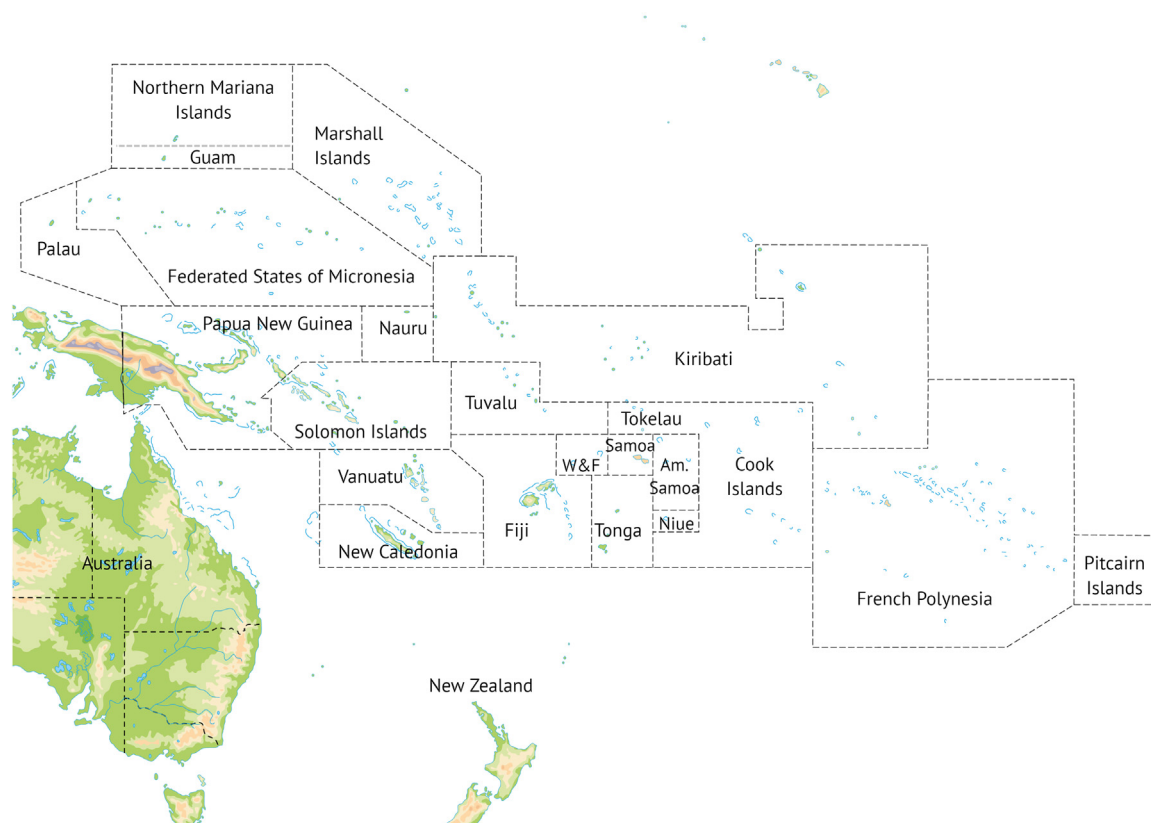 Northern Mariana
Islands
Guam
Marshall
Islands
Palau
Federated States of Micronesia
Papua New Guinea
Nauru
Kiribati
Tuvalu
Tokelau
Solomon Islands
Samoa
W&F
Am.
Samoa
Cook
Islands
Vanuatu
Niue
Fiji
Tonga
New Caledonia
Australia
Pitcairn
Islands
French Polynesia
New Zealand